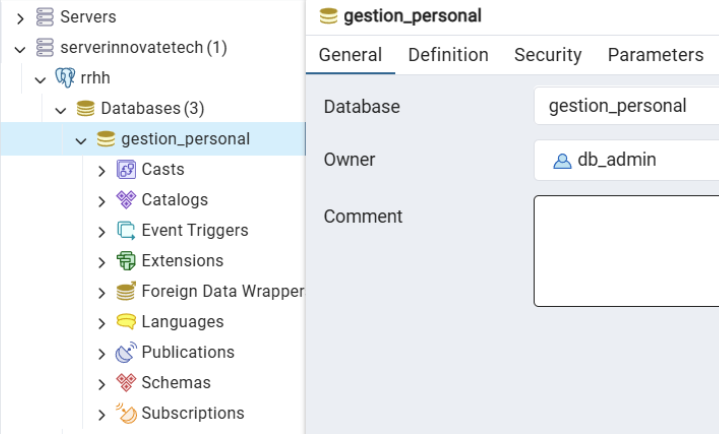 Servers
serverinnovatetech (1)
rrhh
Databases (3)
gestion_personal
Casts
Catalogs
Event Triggers
Extensions
Foreign Data Wrapper
Languages
Publications
Schemas
Subscriptions
gestion_personal
General Definition Security Parameters
Database gestion_personal
Owner db_admin
Comment